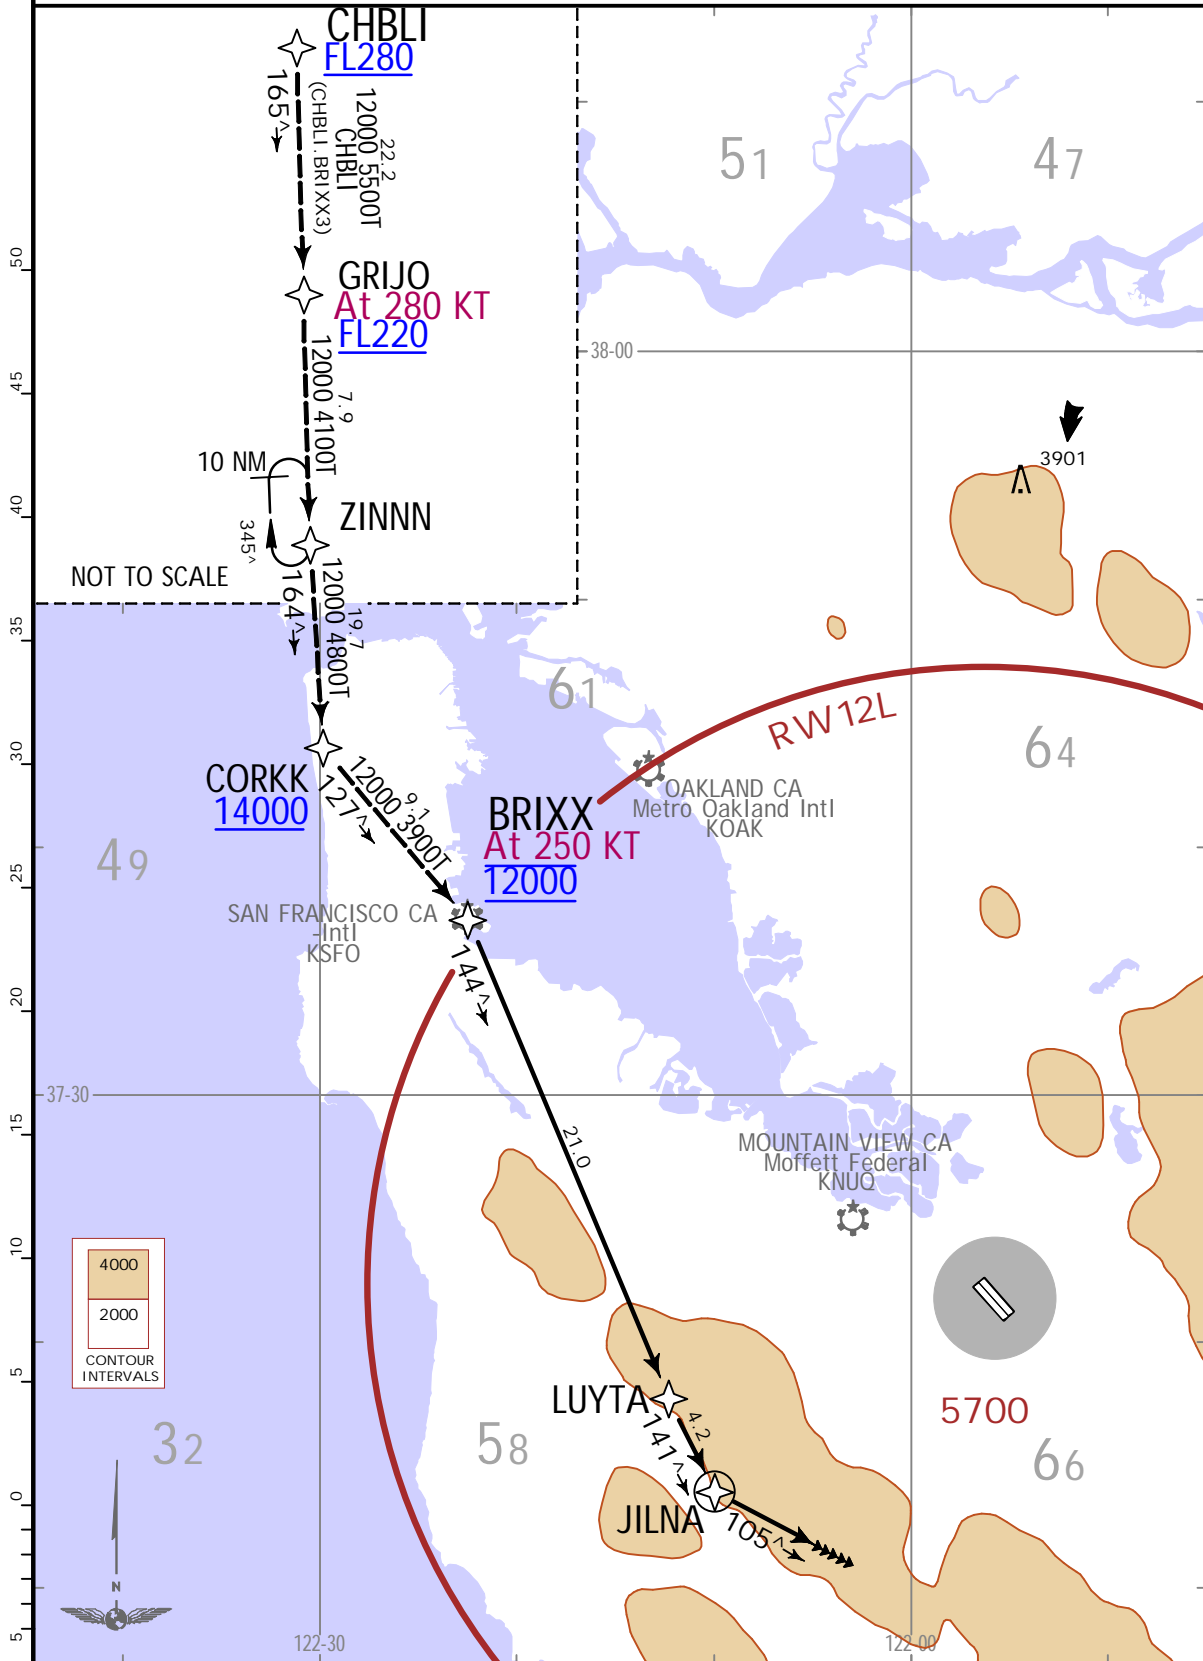 CHBLI
FL280
165^
(CHBLI.BRIXX3)
22.2
12000 5500T
CHBLI
51
47
50
GRIJO
At 280 KT
FL220
38-00
7.9
12000 4100T
45
10 NM
3901
40
ZINNN
345^
NOT TO SCALE
164^
19.7
12000 4800T
35
61
RW12L
64
30
CORKK
14000
127^
9.1
12000 3900T
OAKLAND CA
Metro Oakland Intl
KOAK
BRIXX
At 250 KT
12000
49
25
SAN FRANCISCO CA
-Intl
KSFO
144^
20
37-30
15
21.0
MOUNTAIN VIEW CA
Moffett Federal
KNUQ
10
4000
2000
CONTOUR
INTERVALS
5
LUYTA
4.2
141^
5700
32
58
66
0
JILNA
105^
N
5
122-30
122-00